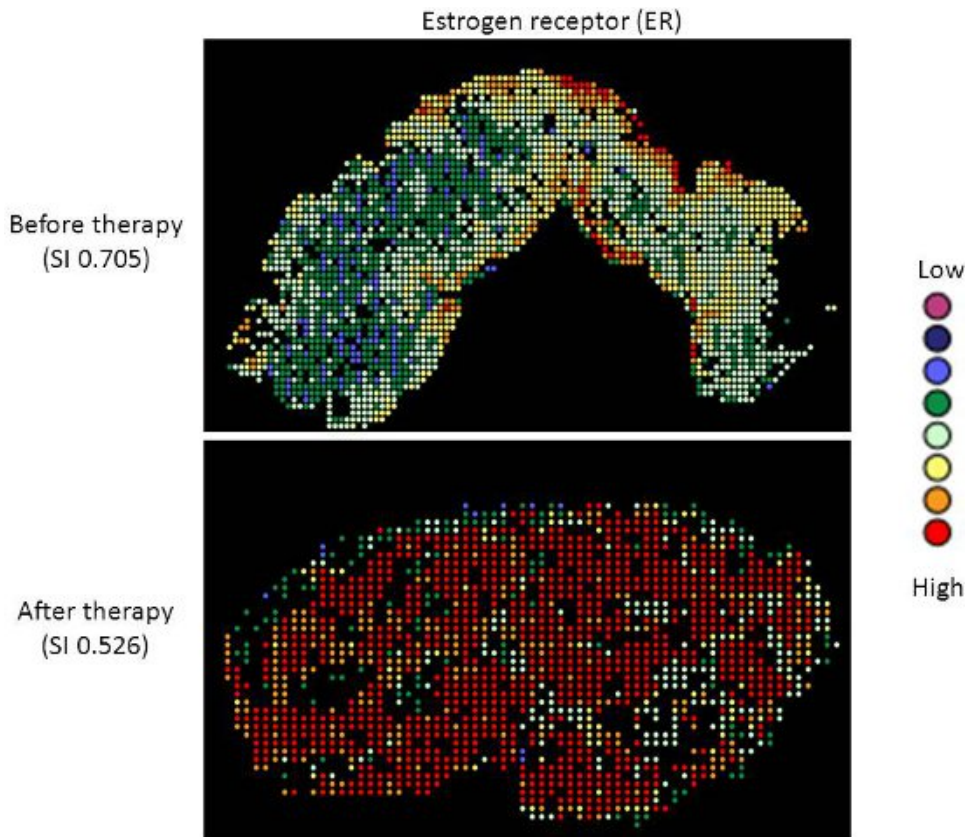 Estrogen receptor (ER)
Before therapy
(SI 0.705)
Low
High
After therapy
(SI 0.526)